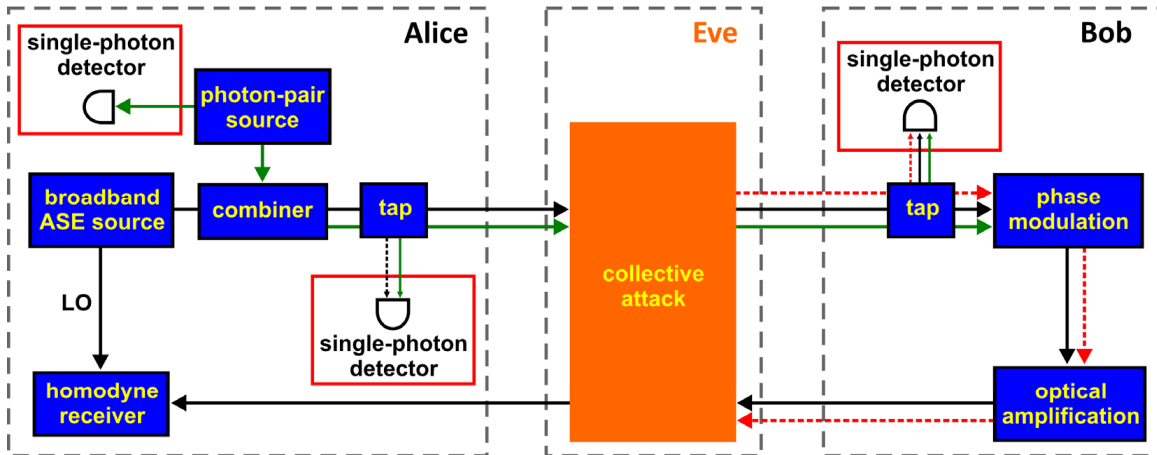 Alice
Eve
Bob
single-photon
detector
photon-pair
source
single-photon
detector
broadband
ASE source
combiner
tap
tap
phase
modulation
collective
attack
LO
single-photon
detector
homodyne
receiver
optical
amplification